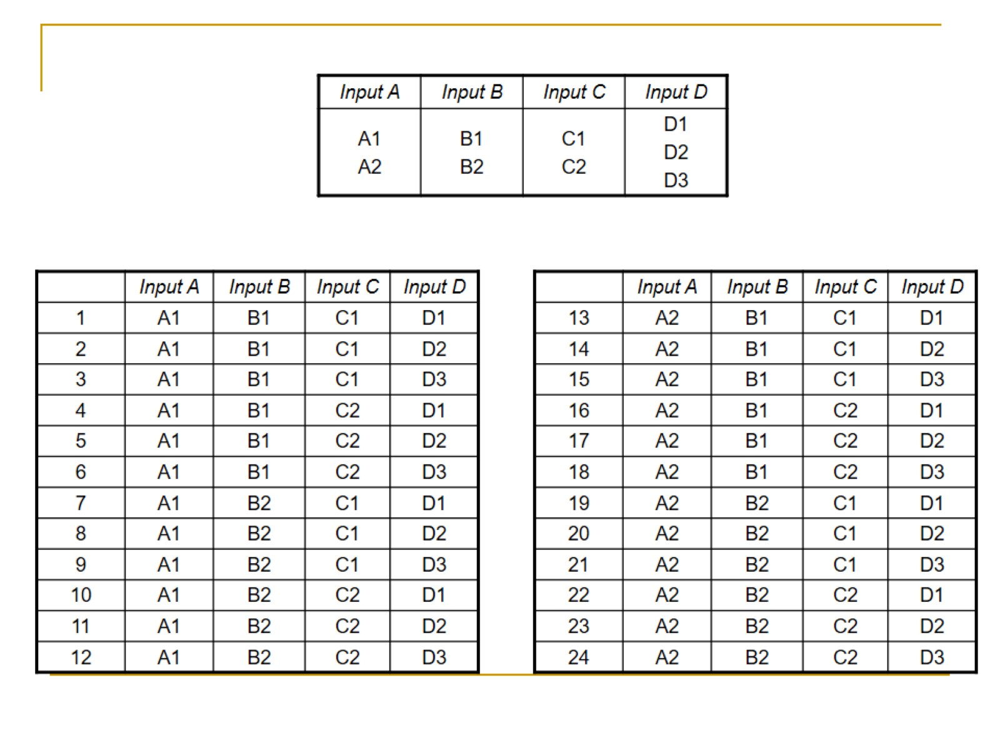 Input A Input B Input C Input D
A1 B1 C1 D1
A2 B2 C2 D2
D3
Input A Input B Input C Input D
1 A1 B1 C1 D1
2 A1 B1 C1 D2
3 A1 B1 C1 D3
4 A1 B1 C2 D1
5 A1 B1 C2 D2
6 A1 B1 C2 D3
7 A1 B2 C1 D1
8 A1 B2 C1 D2
9 A1 B2 C1 D3
10 A1 B2 C2 D1
11 A1 B2 C2 D2
12 A1 B2 C2 D3
Input A Input B Input C Input D
13 A2 B1 C1 D1
14 A2 B1 C1 D2
15 A2 B1 C1 D3
16 A2 B1 C2 D1
17 A2 B1 C2 D2
18 A2 B1 C2 D3
19 A2 B2 C1 D1
20 A2 B2 C1 D2
21 A2 B2 C1 D3
22 A2 B2 C2 D1
23 A2 B2 C2 D2
24 A2 B2 C2 D3